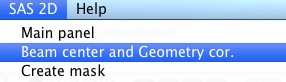 SAS 2D Help
Main panel
Beam center and Geometry cor.
Create mask